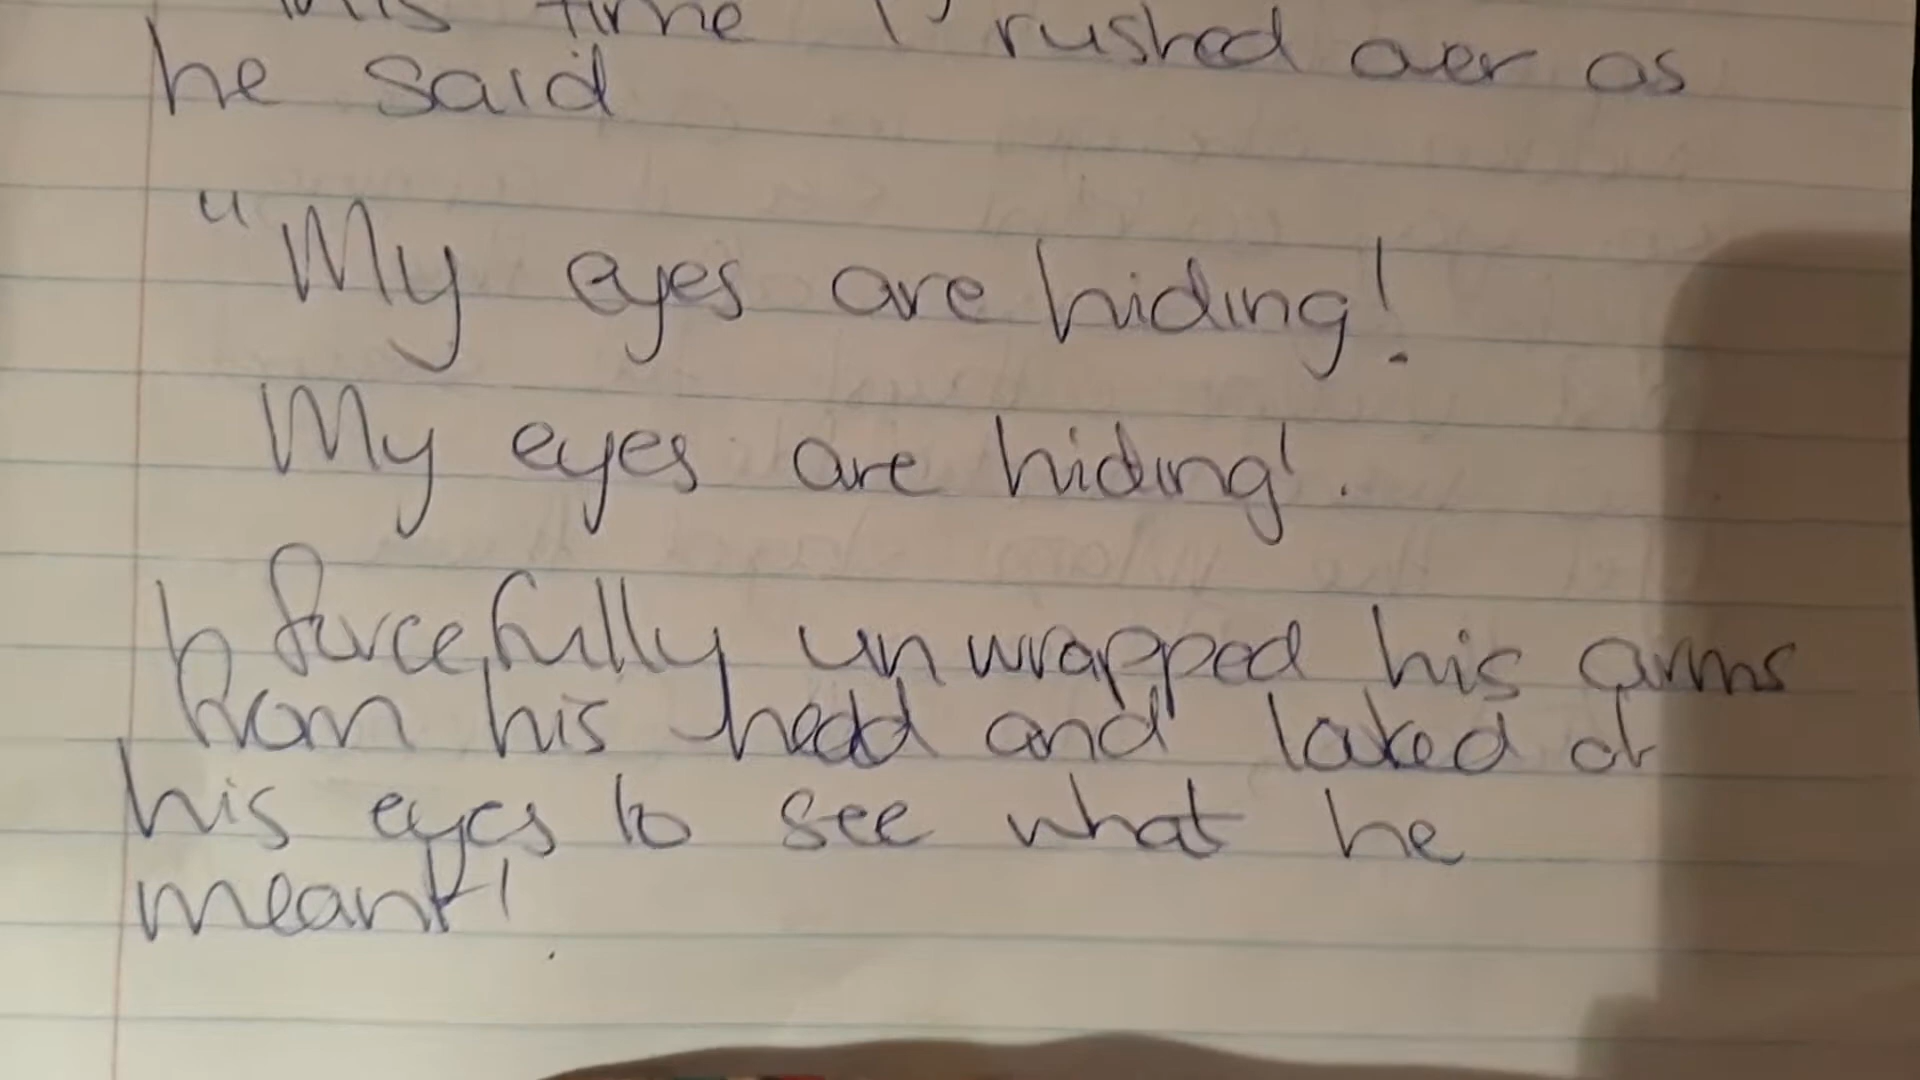 this time I rushed over as
he said
"My eyes are hiding!
My eyes are hiding!
I forcefully unwrapped his arms
from his head and looked at
his eyes to see what he
meant!